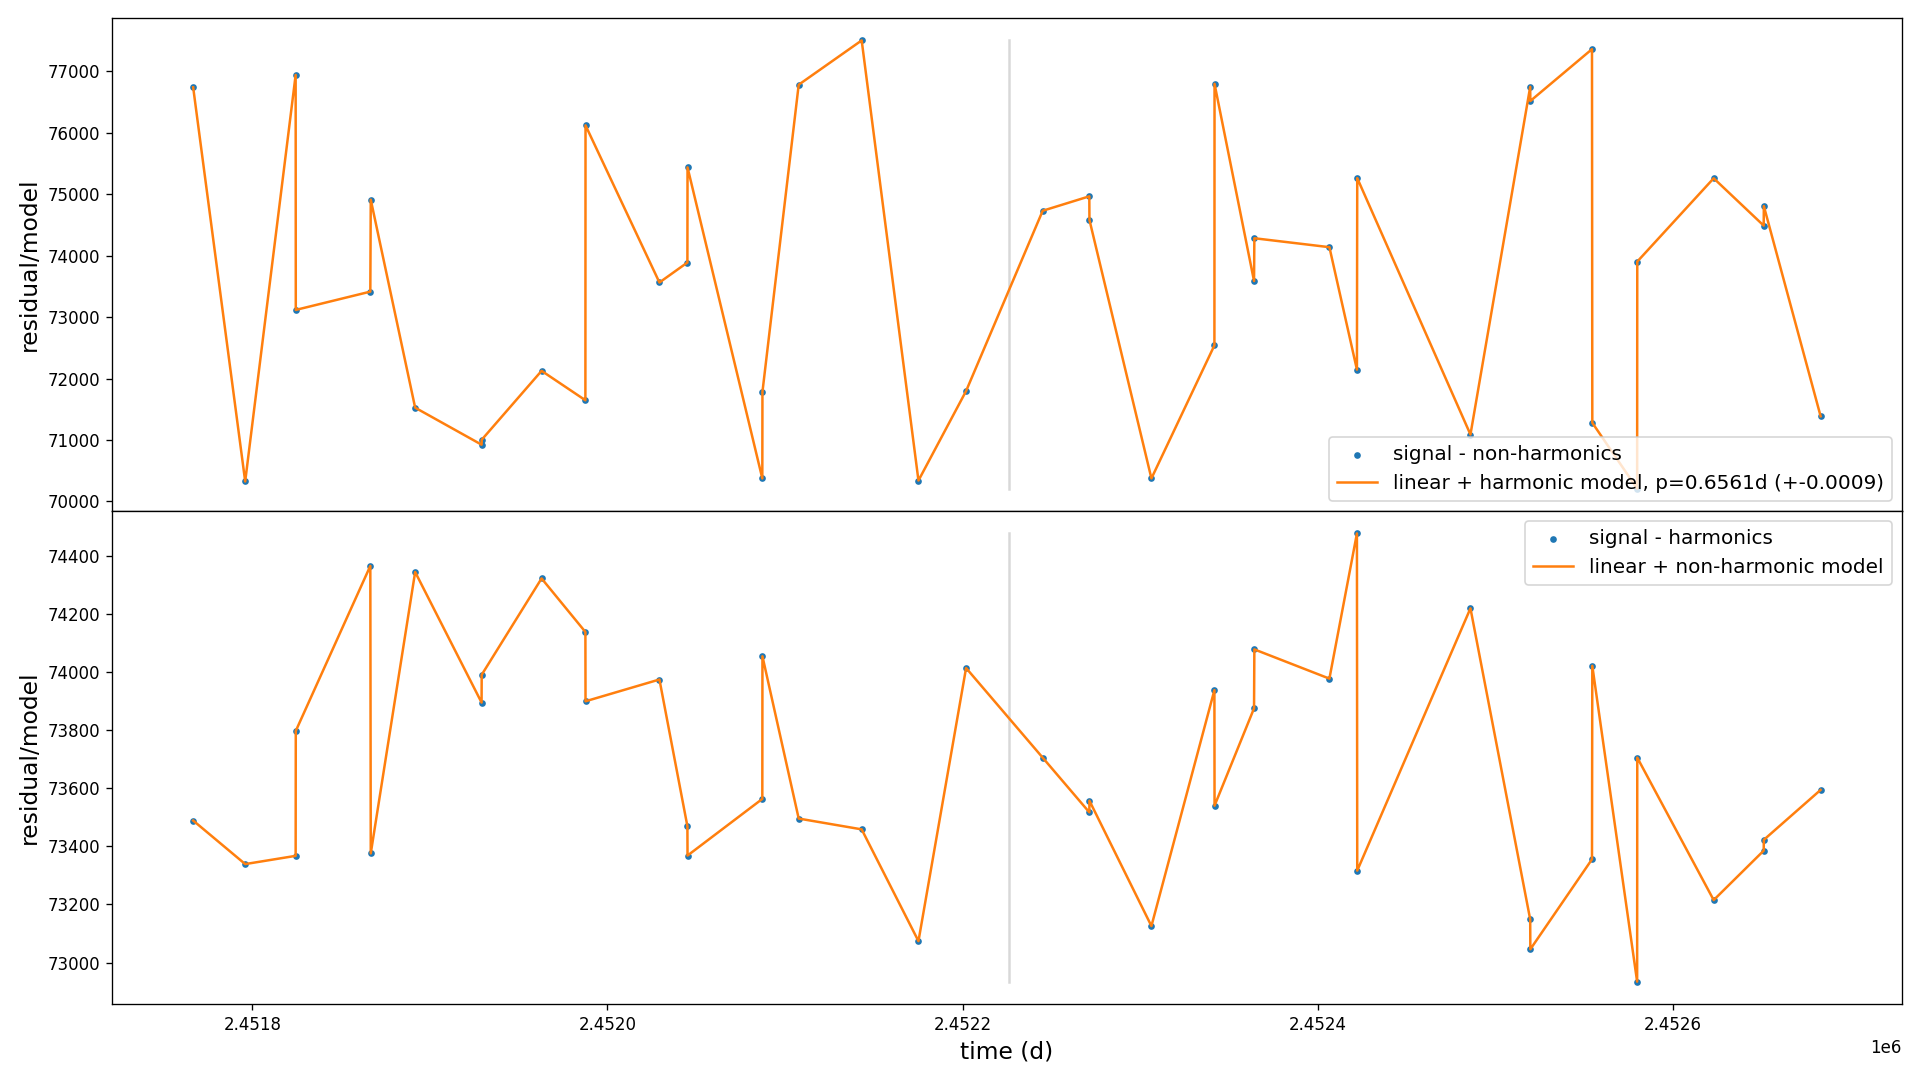 77000
76000
75000
74000
73000
72000
71000
70000
residual/model
signal - non-harmonics
linear + harmonic model, p=0.6561d (+-0.0009)
74400
74200
74000
73800
73600
73400
73200
73000
residual/model
signal - harmonics
linear + non-harmonic model
2.4518 2.4520 2.4522 2.4524 2.4526
time (d)
1e6